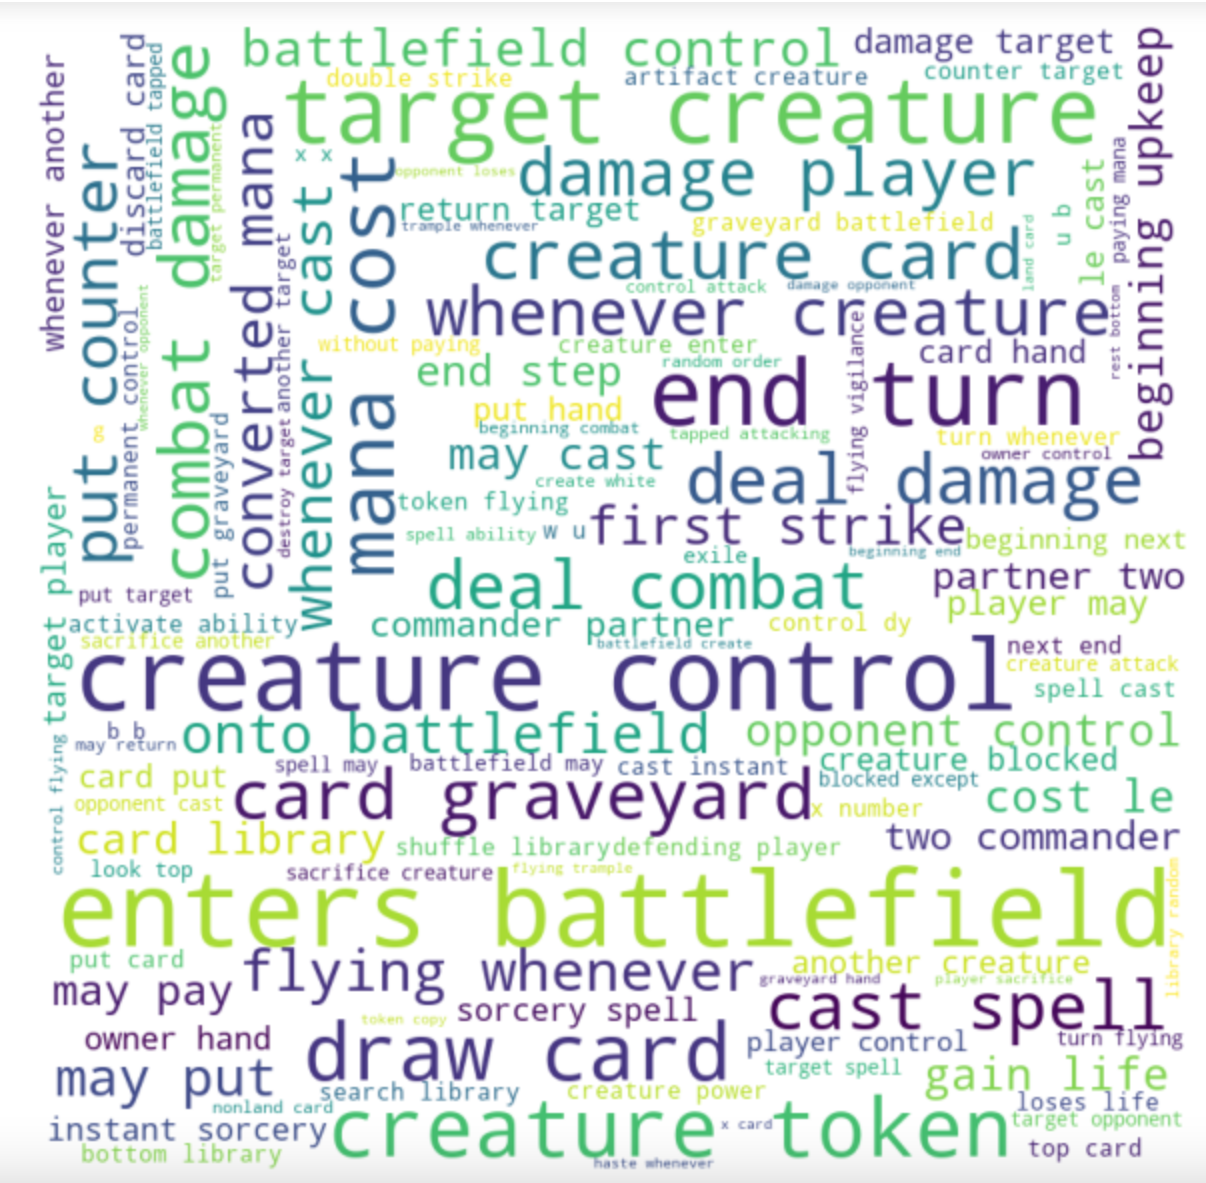 battlefield control
damage target
double strike
artifact creature
counter target
target creature
whenever another
discard card
battlefield tapped
combat damage
target permanent
put counter
converted mana
x x
whenever cast
mana cost
opponent loses
damage player
return target
trample whenever
graveyard battlefield
land card
u b
le cast
paying mana
beginning upkeep
creature card
control attack
damage opponent
whenever creature
another target
permanent control
whenever opponent
without paying
creature enter
random order
card hand
rest bottom
end step
end turn
flying vigilance
put hand
beginning combat
tapped attacking
turn whenever
owner control
g
put graveyard
destroy target
may cast
deal damage
create white
token flying
spell ability
w u
first strike
exile
beginning end
beginning next
target player
put target
deal combat
partner two
player may
activate ability
sacrifice another
commander partner
battlefield create
control dy
next end
creature attack
creature control
spell cast
b b
may return
onto battlefield
opponent control
control flying
spell may
battlefield may
cast instant
creature blocked
blocked except
card put
opponent cast
card graveyard
x number
cost le
card library
shuffle library
defending player
two commander
look top
sacrifice creature
flying trample
library random
enters battlefield
put card
flying whenever
another creature
graveyard hand
player sacrifice
may pay
sorcery spell
cast spell
token copy
owner hand
draw card
player control
turn flying
target spell
gain life
may put
search library
creature power
nonland card
loses life
instant sorcery
creature token
x card
target opponent
bottom library
top card
haste whenever